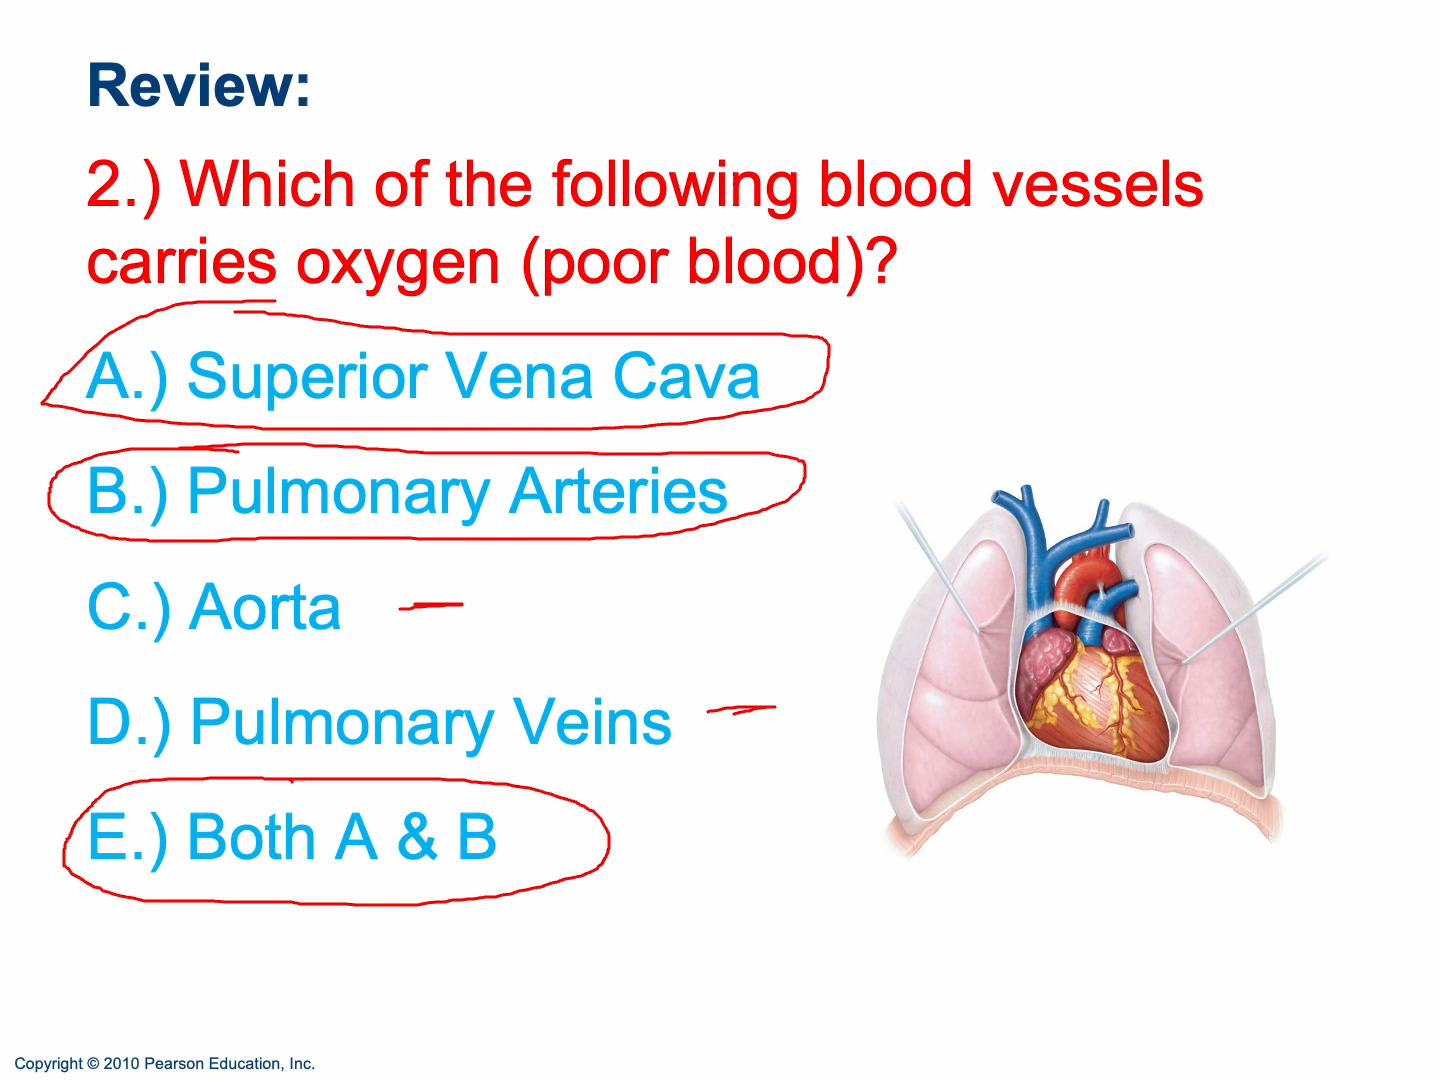 Review:
2.) Which of the following blood vessels
carries oxygen (poor blood)?
A.) Superior Vena Cava
B.) Pulmonary Arteries
C.) Aorta
D.) Pulmonary Veins
E.) Both A & B
Copyright © 2010 Pearson Education, Inc.